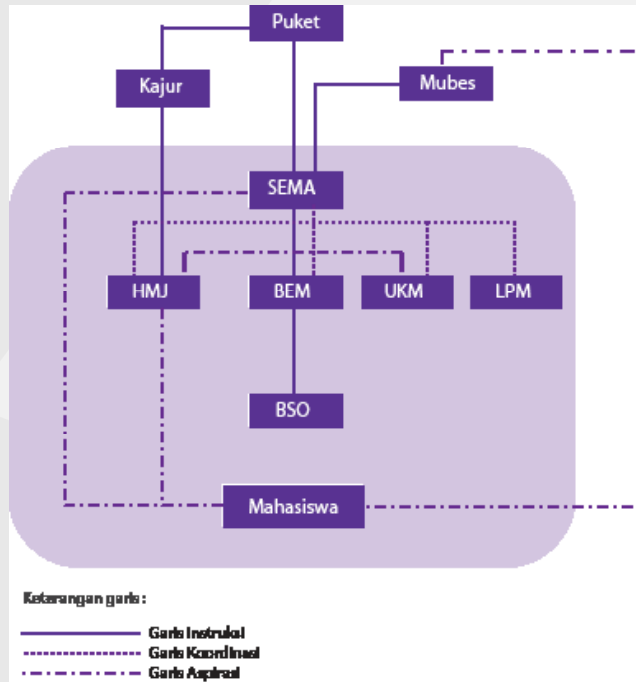 Puket
Kajur
Mubes
SEMA
HMJ
BEM
UKM
LPM
BSO
Mahasiswa
Keterangan garis :
Garis Instruksi
Garis Koordinasi
Garis Aspirasi